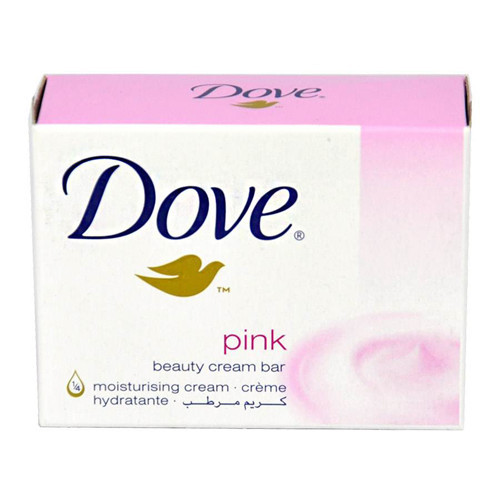 Dove®
Dove®
™
pink
beauty cream bar
¼ moisturising cream · crème
hydratante · كريم مرطب